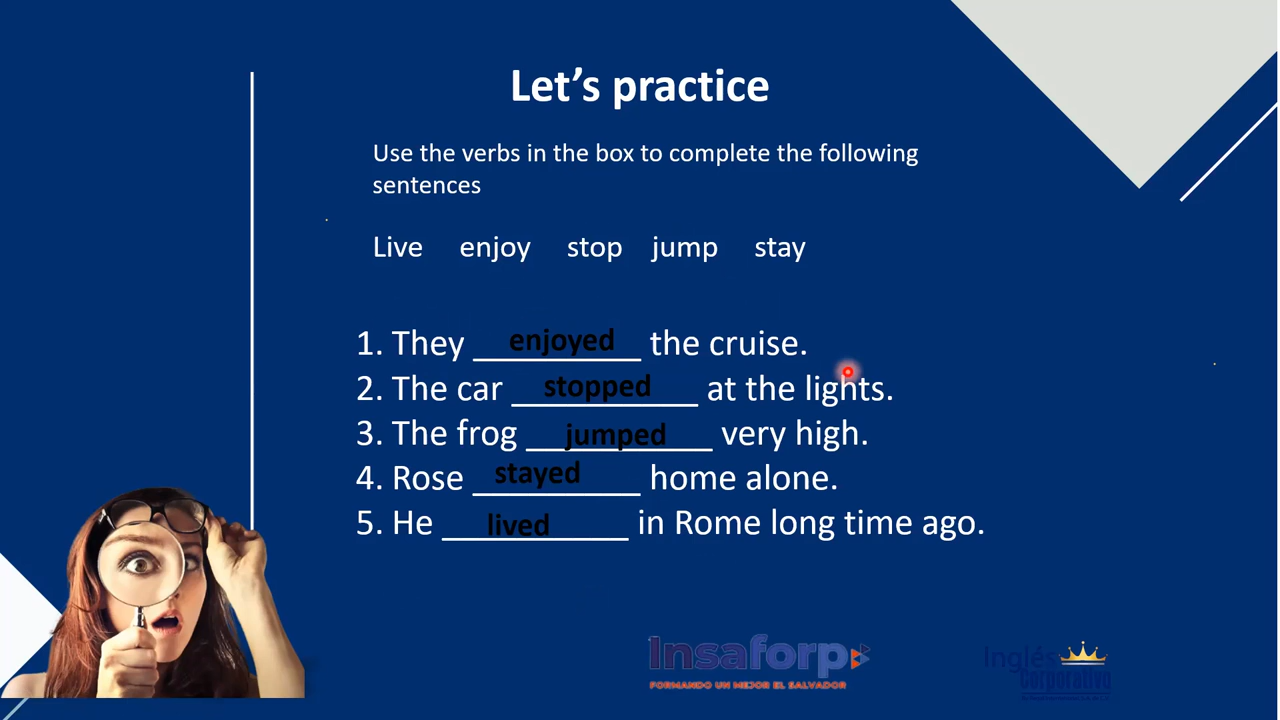 Let's practice
Use the verbs in the box to complete the following
sentences
Live enjoy stop jump stay
1. They enjoyed the cruise.
2. The car stopped at the lights.
3. The frog jumped very high.
4. Rose stayed home alone.
5. He lived in Rome long time ago.
Insaforp
FORMANDO UN MEJOR EL SALVADOR
Inglés
Corporativo